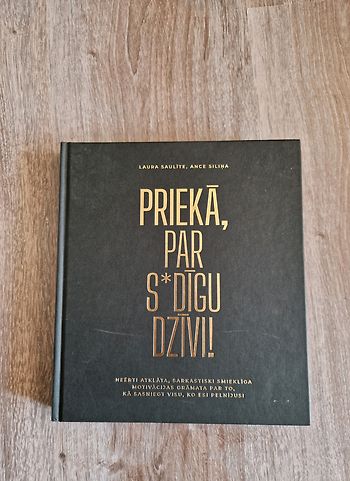 LAURA SAULĪTE, ANCE SILIŅA
PRIEKĀ,
PAR
S*DĪGU
DZĪVI!
NEĒRTI ATKLĀTA, SARKASTISKI SMIEKLĪGA
MOTIVĀCIJAS GRĀMATA PAR TO,
KĀ SASNIEGT VISU, KO ESI PELNĪJUSI